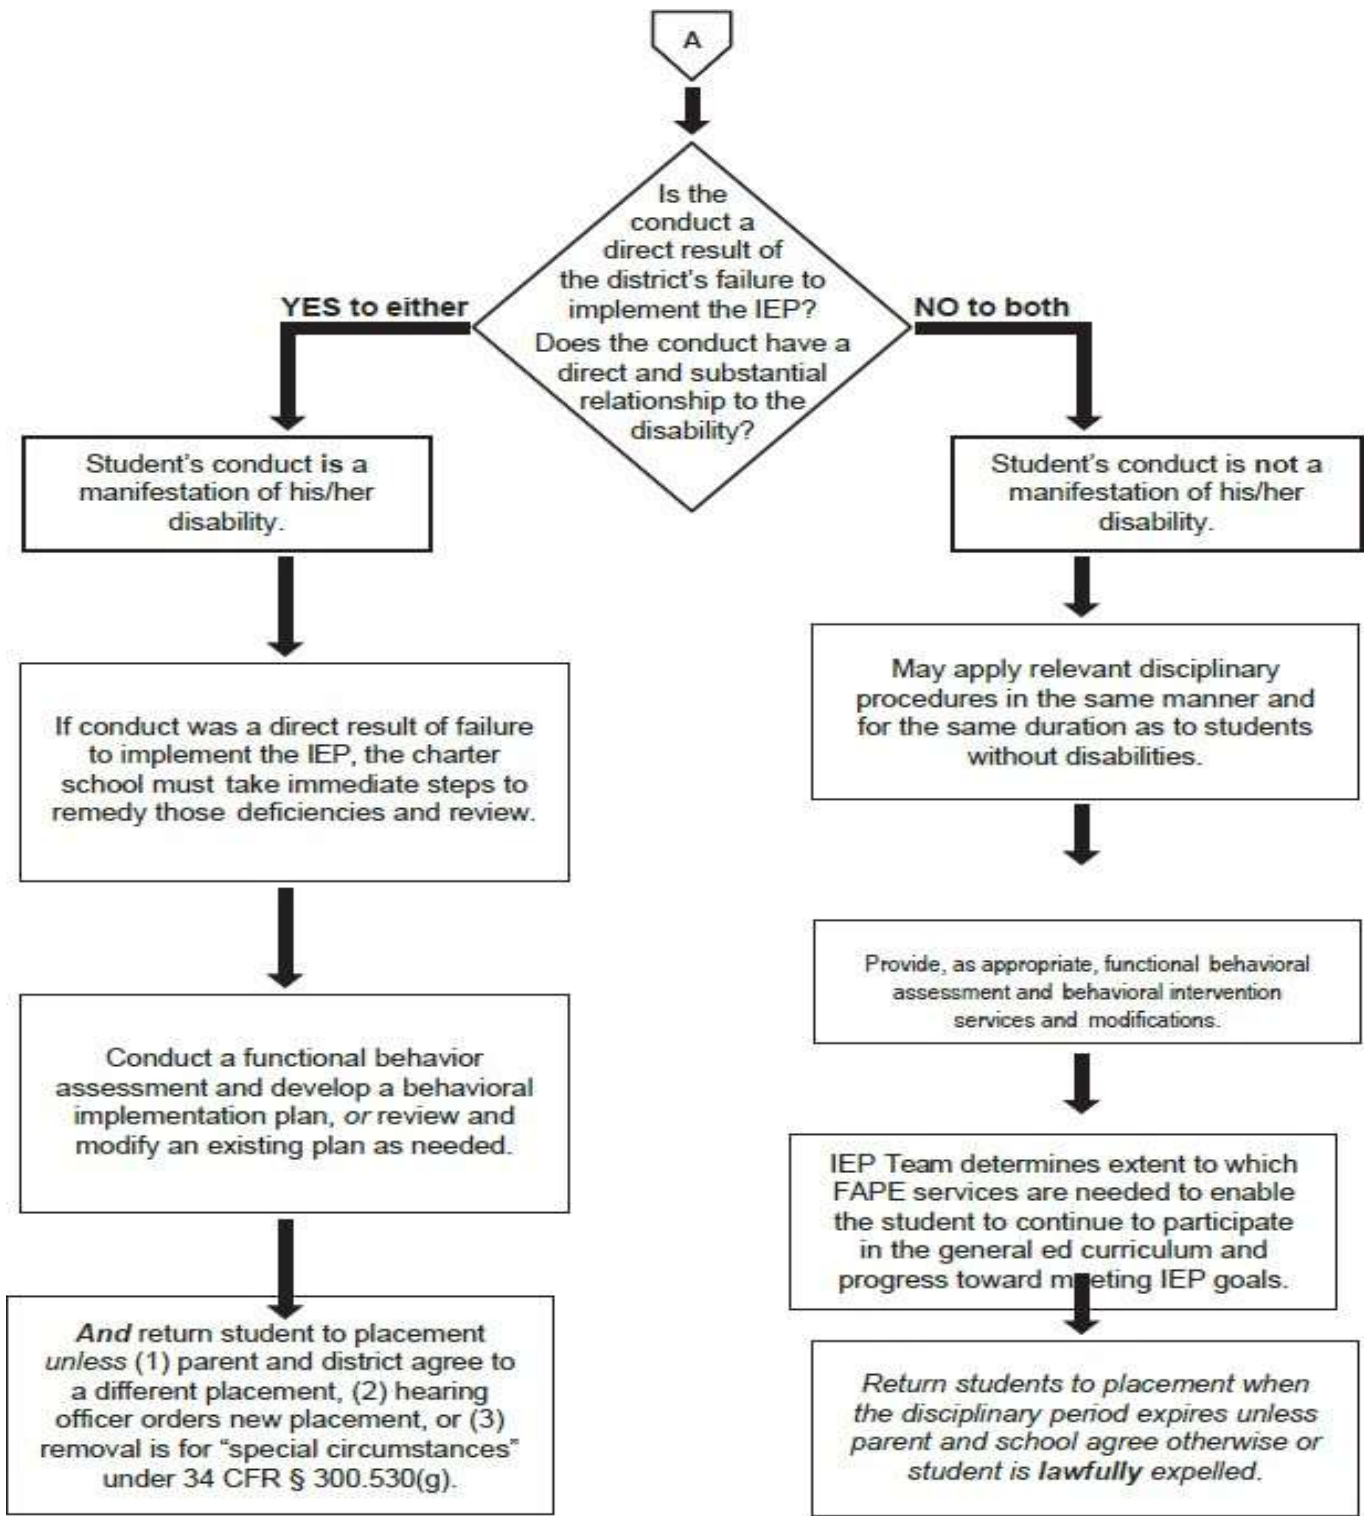 A
Is the
conduct a
direct result of
the district's failure to
implement the IEP?
Does the conduct have a
direct and substantial
relationship to the
disability?
YES to either
NO to both
Student's conduct is a
manifestation of his/her
disability.
If conduct was a direct result of failure
to implement the IEP, the charter
school must take immediate steps to
remedy those deficiencies and review.
Conduct a functional behavior
assessment and develop a behavioral
implementation plan, or review and
modify an existing plan as needed.
And return student to placement
unless (1) parent and district agree to
a different placement, (2) hearing
officer orders new placement, or (3)
removal is for "special circumstances"
under 34 CFR § 300.530(g).
Student's conduct is not a
manifestation of his/her
disability.
May apply relevant disciplinary
procedures in the same manner and
for the same duration as to students
without disabilities.
Provide, as appropriate, functional behavioral
assessment and behavioral intervention
services and modifications.
IEP Team determines extent to which
FAPE services are needed to enable
the student to continue to participate
in the general ed curriculum and
progress toward meeting IEP goals.
Return students to placement when
the disciplinary period expires unless
parent and school agree otherwise or
student is lawfully expelled.